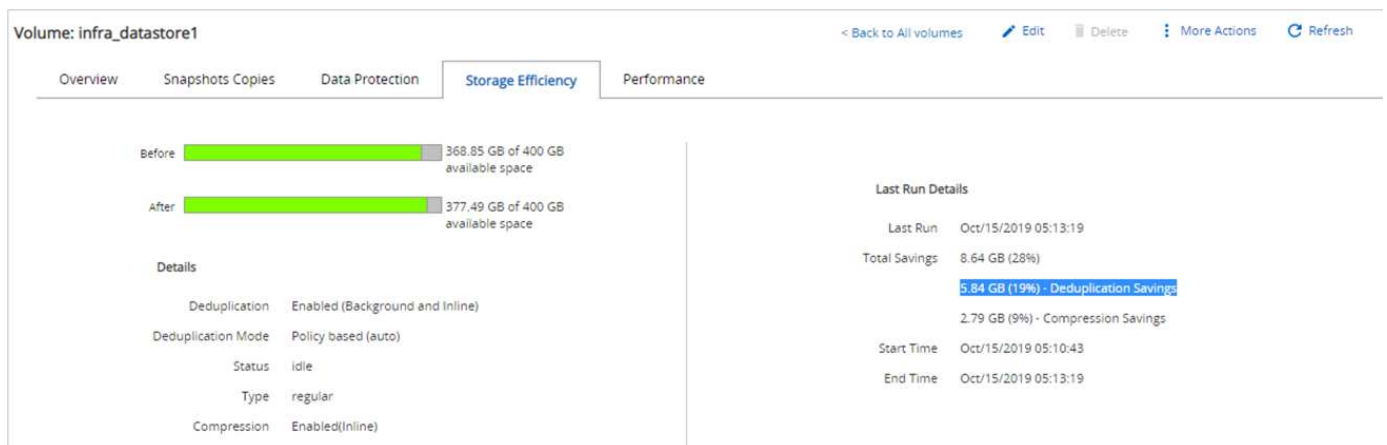 Volume: infra_datastore1
< Back to All volumes
Edit
Delete
More Actions
Refresh
Overview
Snapshots Copies
Data Protection
Storage Efficiency
Performance
Before
368.85 GB of 400 GB
available space
After
377.49 GB of 400 GB
available space
Details
Deduplication Enabled (Background and Inline)
Deduplication Mode Policy based (auto)
Status idle
Type regular
Compression Enabled(Inline)
Last Run Details
Last Run Oct/15/2019 05:13:19
Total Savings 8.64 GB (28%)
5.84 GB (19%) - Deduplication Savings
2.79 GB (9%) - Compression Savings
Start Time Oct/15/2019 05:10:43
End Time Oct/15/2019 05:13:19